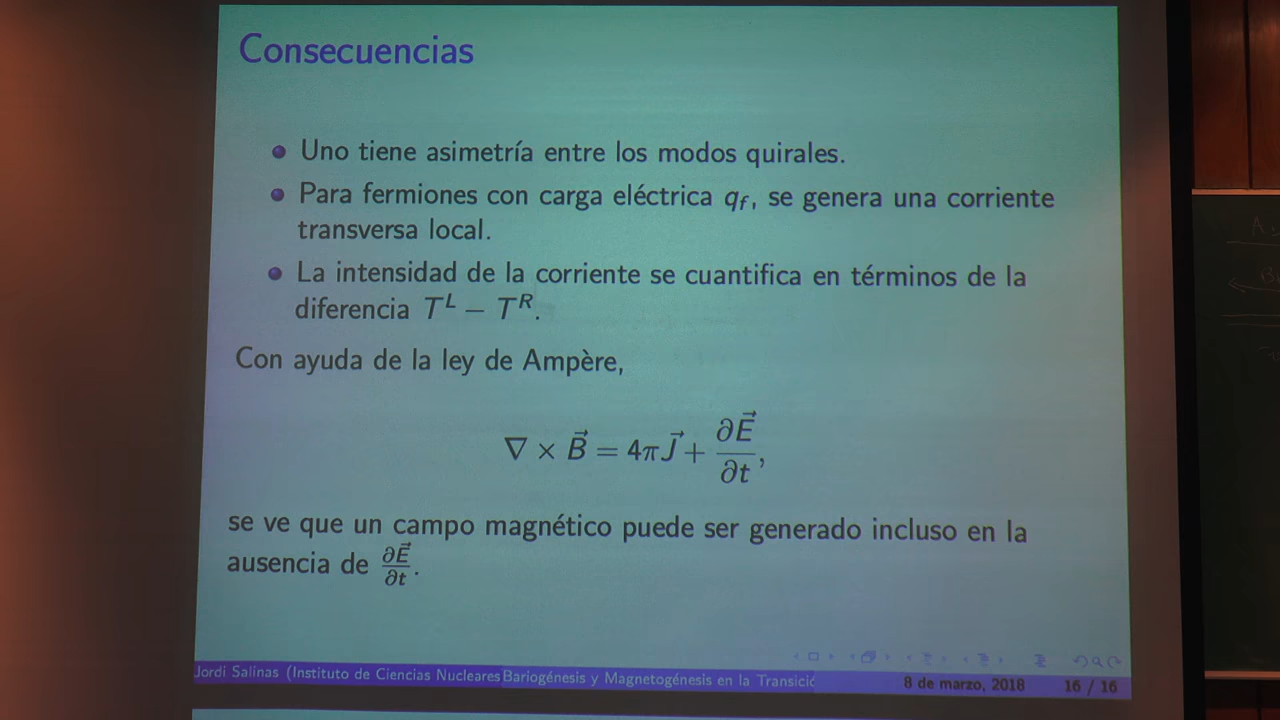 Consecuencias
Uno tiene asimetría entre los modos quirales.
Para fermiones con carga eléctrica q_f, se genera una corriente
transversa local.
La intensidad de la corriente se cuantifica en términos de la
diferencia T^L − T^R.
Con ayuda de la ley de Ampère,
∇ × B⃗ = 4πJ⃗ + ∂E⃗/∂t,
se ve que un campo magnético puede ser generado incluso en la
ausencia de ∂E⃗/∂t.
Jordi Salinas (Instituto de Ciencias Nucleares Bariogénesis y Magnetogénesis en la Transició 8 de marzo, 2018 16 / 16